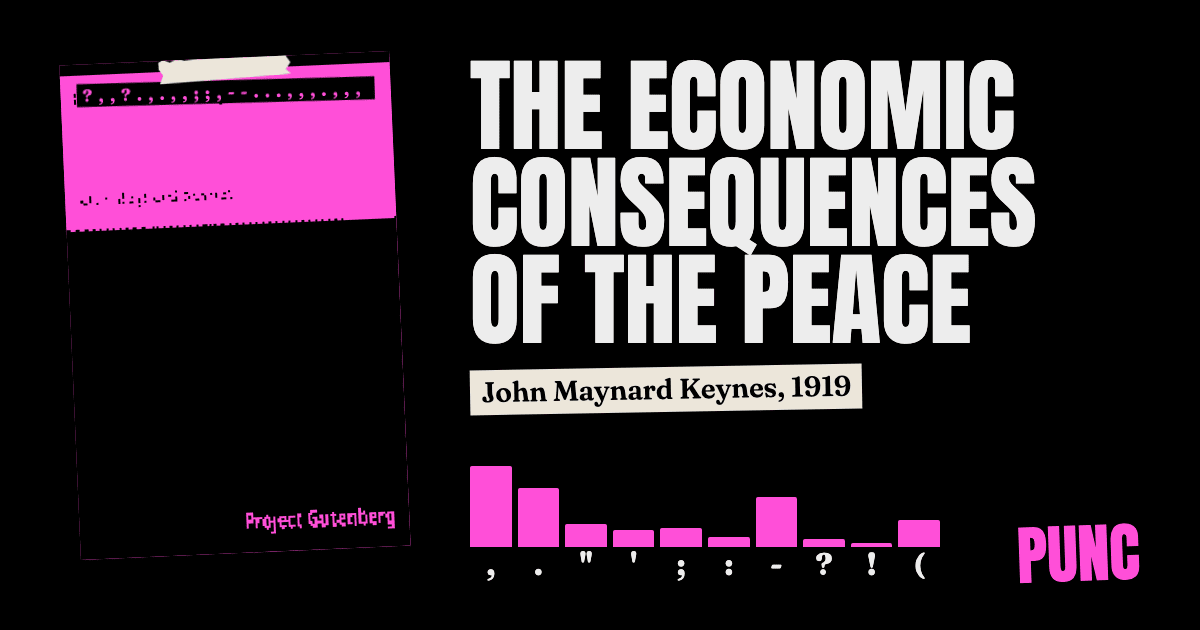 ?,,?.,.,,;;,--...,,,.,,,
THE ECONOMIC
CONSEQUENCES
OF THE PEACE
John Maynard Keynes, 1919
Project Gutenberg
, . " ' ; : - ? ! (
PUNC